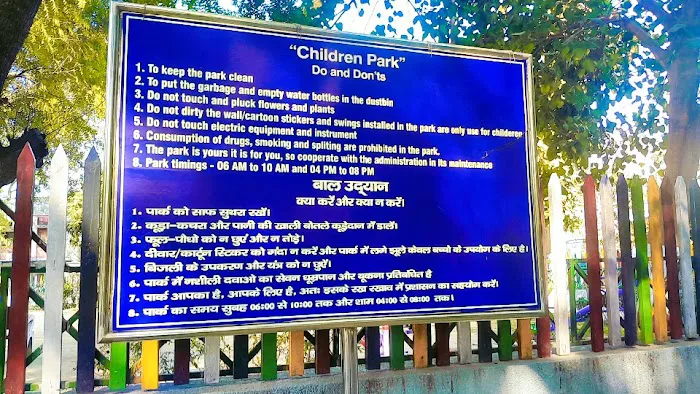 “Children Park”
Do and Don'ts
1. To keep the park clean
2. To put the garbage and empty water bottles in the dustbin
3. Do not touch and pluck flowers and plants
4. Do not dirty the wall/cartoon stickers and swings installed in the park are only use for childerer
5. Do not touch electric equipment and instrument
6. Consumption of drugs, smoking and spliting are prohibited in the park.
7. The park is yours it is for you, so cooperate with the administration in its maintenance
8. Park timings - 06 AM to 10 AM and 04 PM to 08 PM
बाल उद्यान
क्या करें और क्या न करें।
1. पार्क को साफ सुथरा रखें।
2. कूड़ा-कचरा और पानी की खाली बोतले कूड़ेदान में डालें।
3. फूल-पौधो को न छुएं और न तोड़े।
4. दीवार/कार्टून स्टिकर को गंदा न करें और पार्क में लगे झूले केवल बच्चो के उपयोग के लिए है।
5. बिजली के उपकरण और यंत्र को न छुएँ।
6. पार्क में नशीली दवाओ का सेवन धूम्रपान और थूकना प्रतिबंधित है
7. पार्क आपका है, आपके लिए है, अतः इसके रख रखाव में प्रशासन का सहयोग करें।
8. पार्क का समय सुबह 06:00 से 10:00 तक और शाम 04:00 से 08:00 तक।